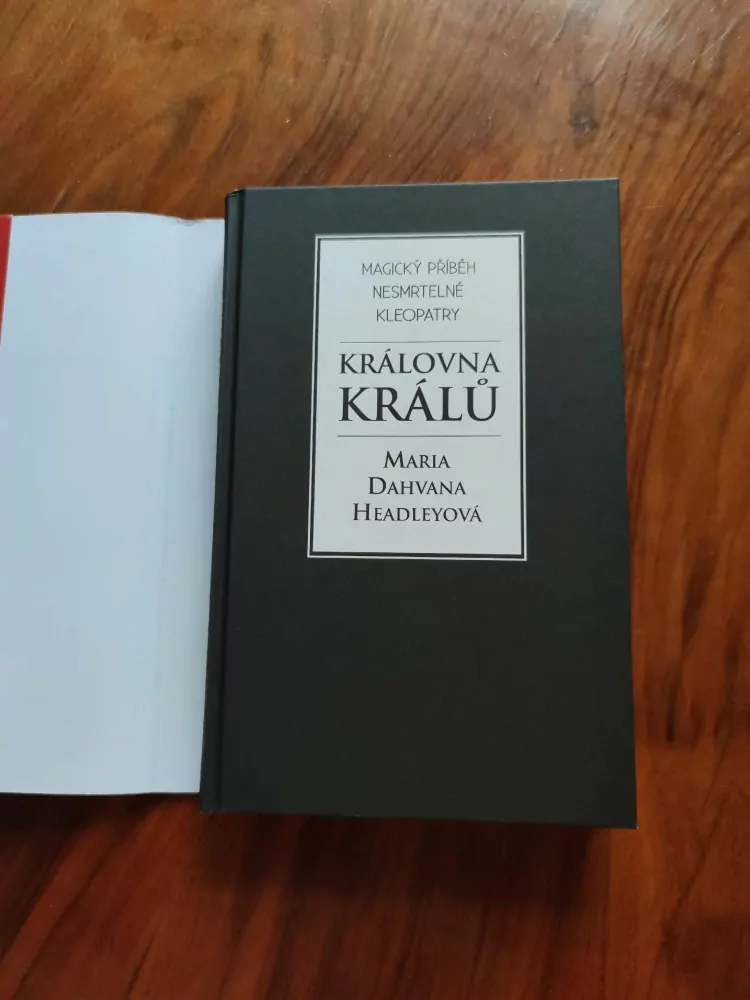 MAGICKÝ PŘÍBĚH
NESMRTELNÉ
KLEOPATRY
KRÁLOVNA
KRÁLŮ
MARIA
DAHVANA
HEADLEYOVÁ